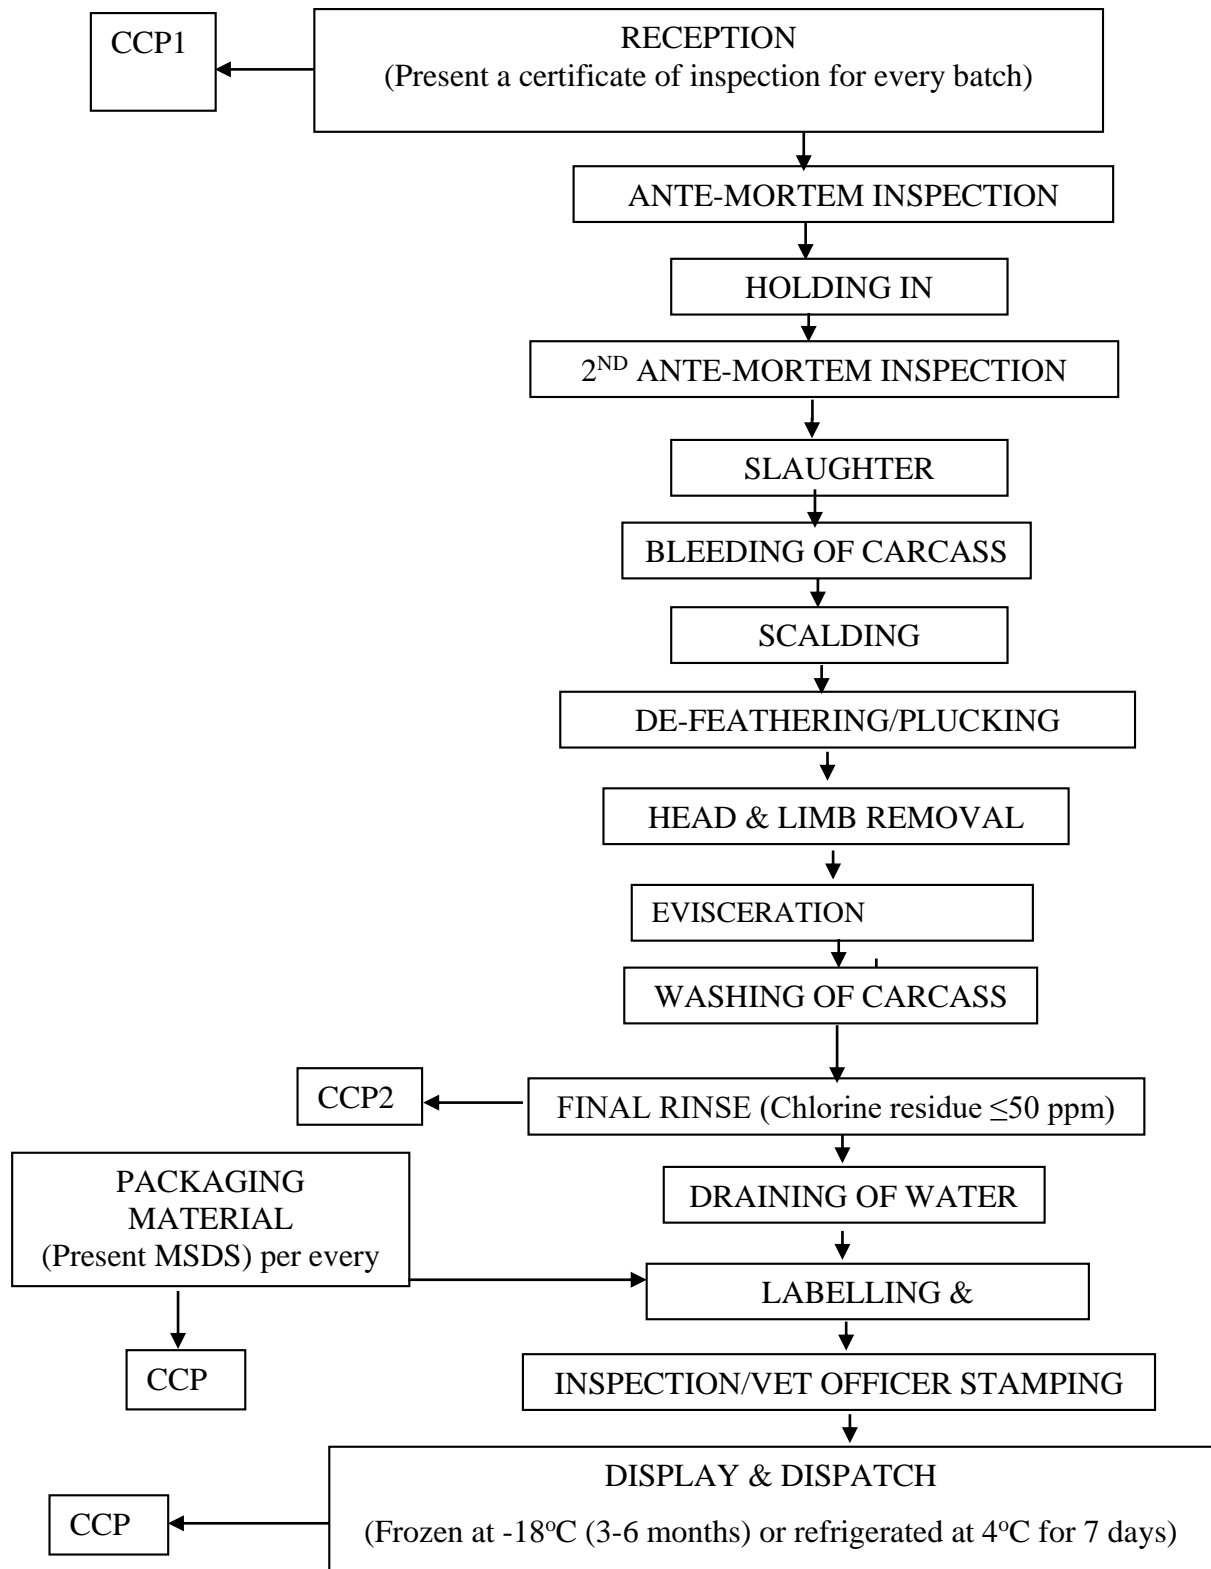 CCP1
RECEPTION
(Present a certificate of inspection for every batch)
ANTE-MORTEM INSPECTION
HOLDING IN
2ND ANTE-MORTEM INSPECTION
SLAUGHTER
BLEEDING OF CARCASS
SCALDING
DE-FEATHERING/PLUCKING
HEAD & LIMB REMOVAL
EVISCERATION
WASHING OF CARCASS
CCP2
FINAL RINSE (Chlorine residue ≤50 ppm)
PACKAGING
MATERIAL
(Present MSDS) per every
DRAINING OF WATER
LABELLING &
CCP
INSPECTION/VET OFFICER STAMPING
DISPLAY & DISPATCH
CCP
(Frozen at -18°C (3-6 months) or refrigerated at 4°C for 7 days)